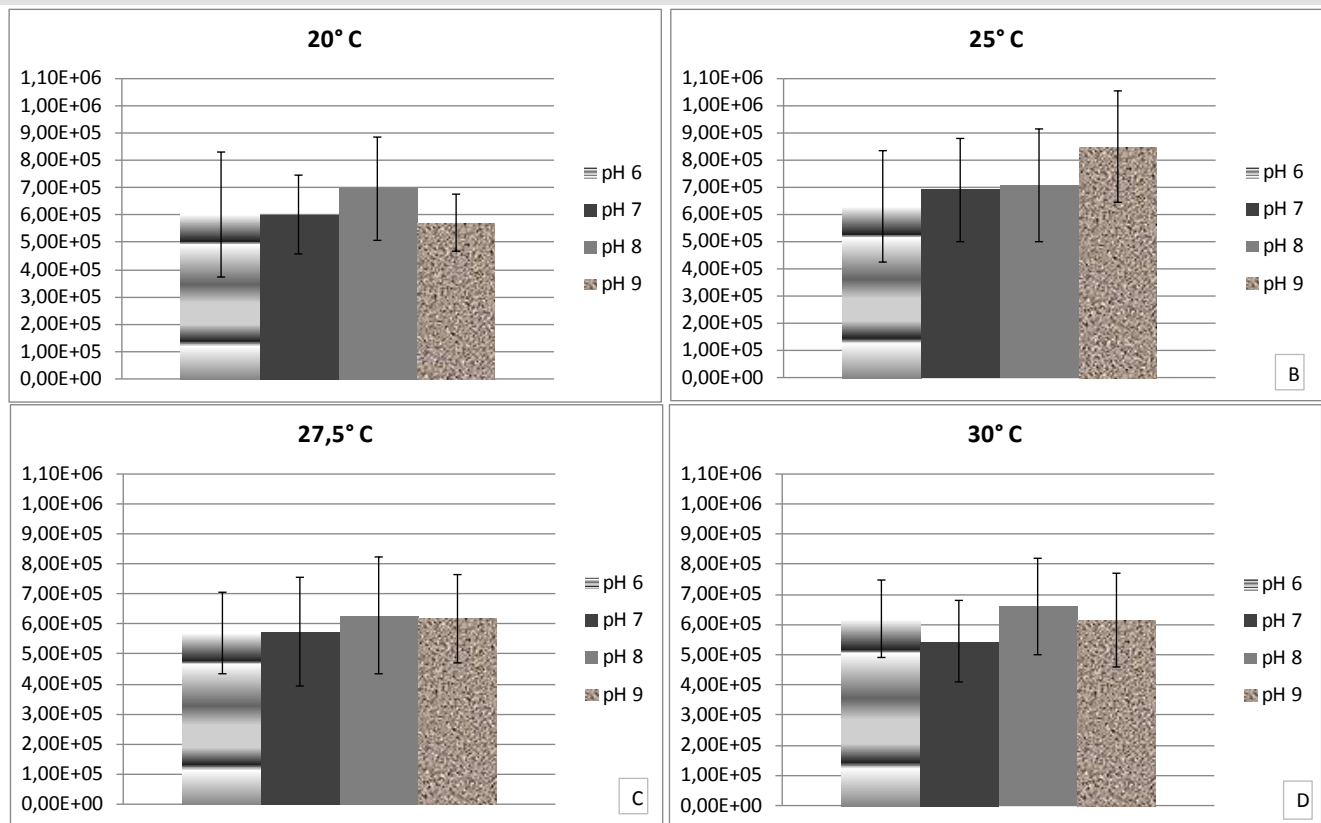 20° C
1,10E+06
1,00E+06
9,00E+05
8,00E+05
7,00E+05
6,00E+05
5,00E+05
4,00E+05
3,00E+05
2,00E+05
1,00E+05
0,00E+00
pH 6
pH 7
pH 8
pH 9
25° C
1,10E+06
1,00E+06
9,00E+05
8,00E+05
7,00E+05
6,00E+05
5,00E+05
4,00E+05
3,00E+05
2,00E+05
1,00E+05
0,00E+00
pH 6
pH 7
pH 8
pH 9
B
27,5° C
1,10E+06
1,00E+06
9,00E+05
8,00E+05
7,00E+05
6,00E+05
5,00E+05
4,00E+05
3,00E+05
2,00E+05
1,00E+05
0,00E+00
pH 6
pH 7
pH 8
pH 9
C
30° C
1,10E+06
1,00E+06
9,00E+05
8,00E+05
7,00E+05
6,00E+05
5,00E+05
4,00E+05
3,00E+05
2,00E+05
1,00E+05
0,00E+00
pH 6
pH 7
pH 8
pH 9
D